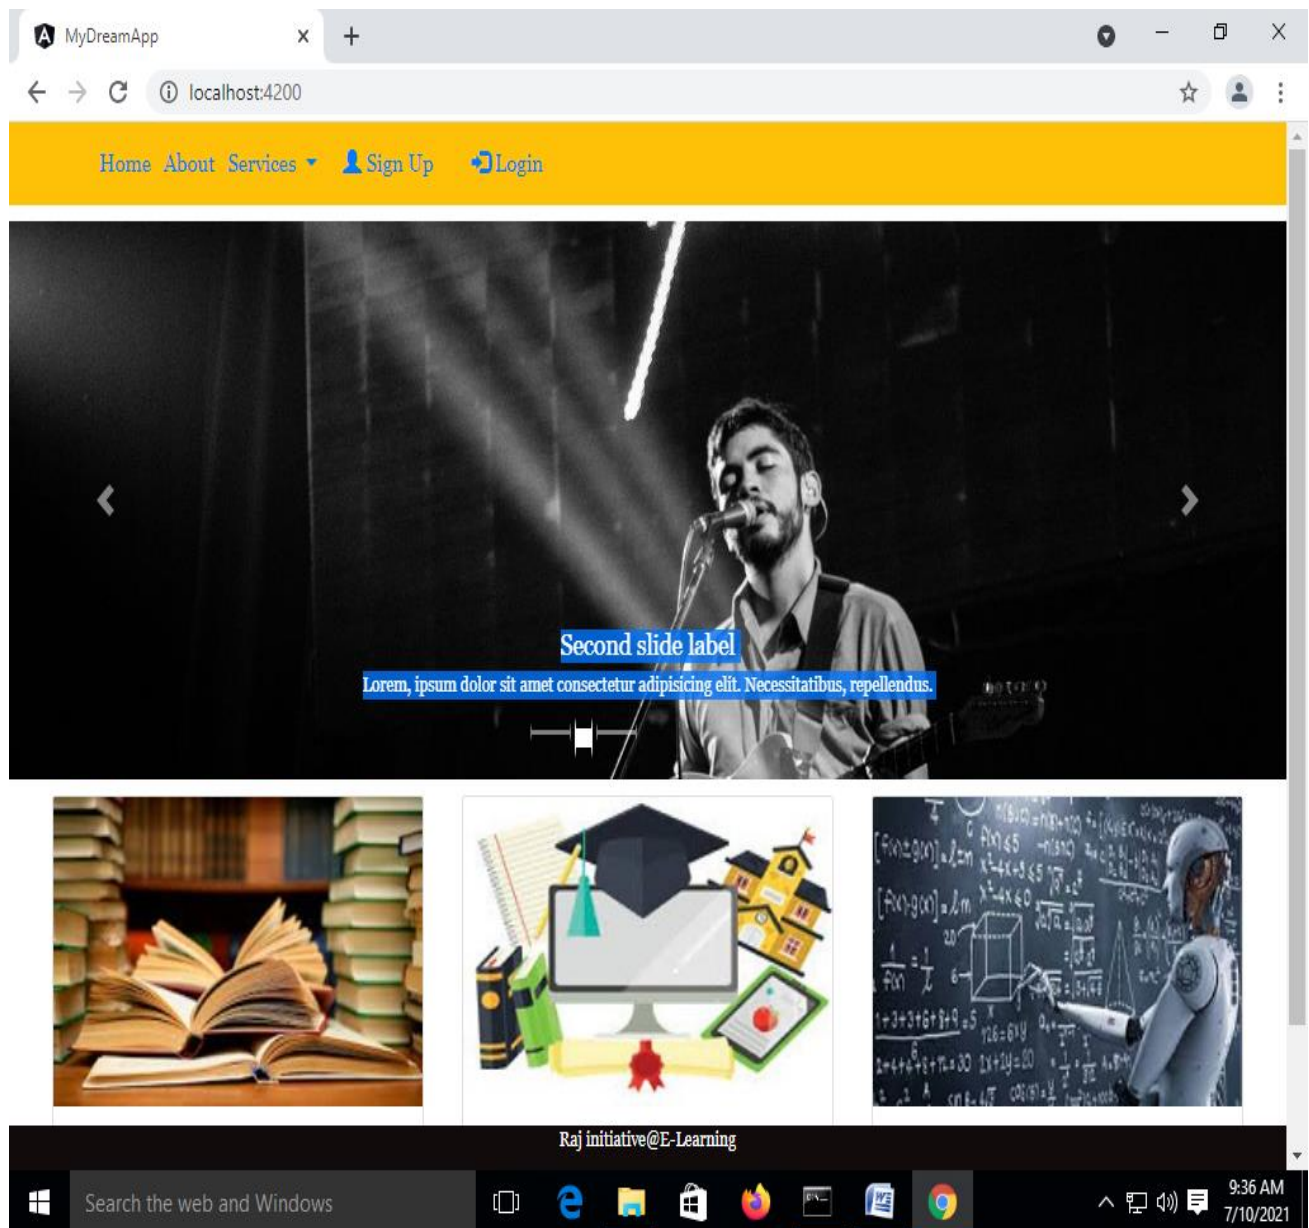 MyDreamApp
localhost:4200
Home About Services Sign Up Login
Second slide label
Lorem, ipsum dolor sit amet consectetur adipisicing elit. Necessitatibus, repellendus.
Raj initiative@E-Learning
Search the web and Windows
9:36 AM
7/10/2021